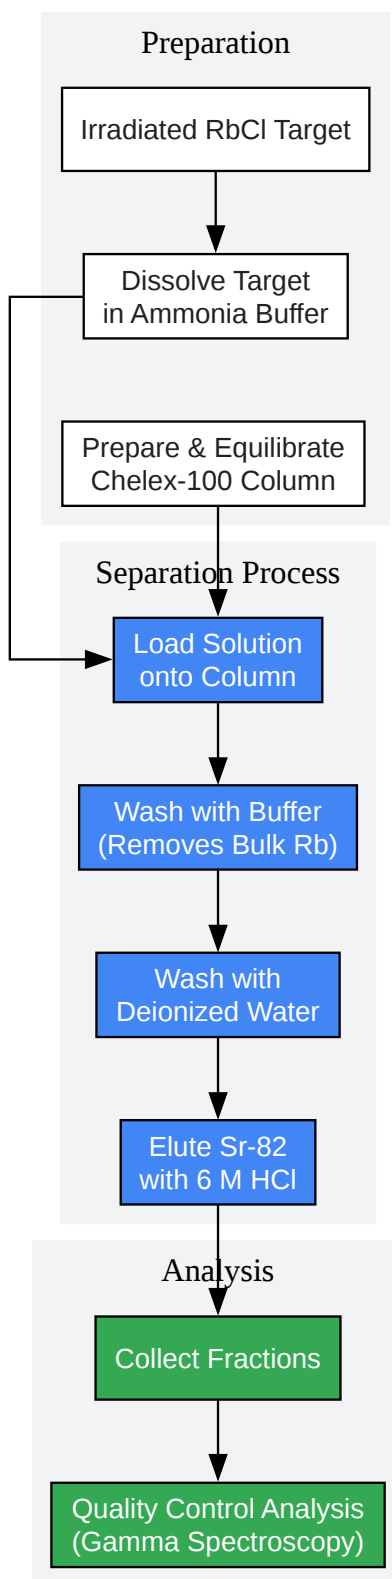 Preparation
Irradiated RbCl Target
Dissolve Target
in Ammonia Buffer
Prepare & Equilibrate
Chelex-100 Column
Separation Process
Load Solution
onto Column
Wash with Buffer
(Removes Bulk Rb)
Wash with
Deionized Water
Elute Sr-82
with 6 M HCl
Analysis
Collect Fractions
Quality Control Analysis
(Gamma Spectroscopy)